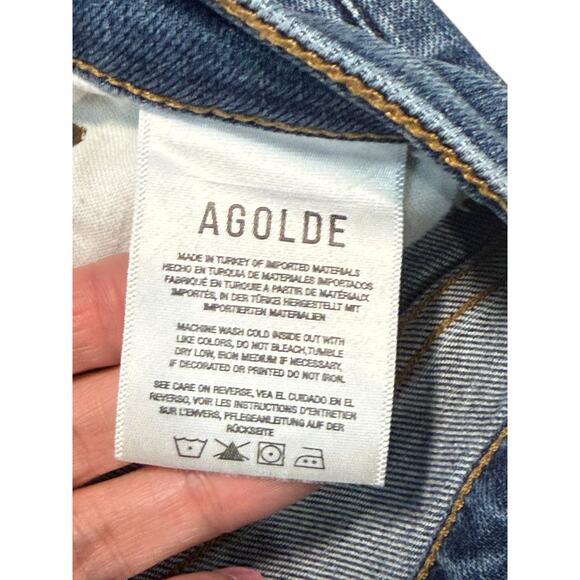 AGOLDE
MADE IN TURKEY OF IMPORTED MATERIALS
HECHO EN TURQUIA DE MATERIALES IMPORTADOS
FABRIQUÉ EN TURQUIE A PARTIR DE MATÉRIAUX
IMPORTÉS, IN DER TÜRKEI HERGESTELLT MIT
IMPORTIERTEN MATERIALIEN
MACHINE WASH COLD INSIDE OUT WITH
LIKE COLORS, DO NOT BLEACH,TUMBLE
DRY LOW, IRON MEDIUM IF NECESSARY,
IF DECORATED OR PRINTED DO NOT IRON.
SEE CARE ON REVERSE, VEA EL CUIDADO EN EL
REVERSO, VOIR LES INSTRUCTIONS D'ENTRETIEN
SUR L'ENVERS, PFLEGEANLEITUNG AUF DER
RÜCKSEITE